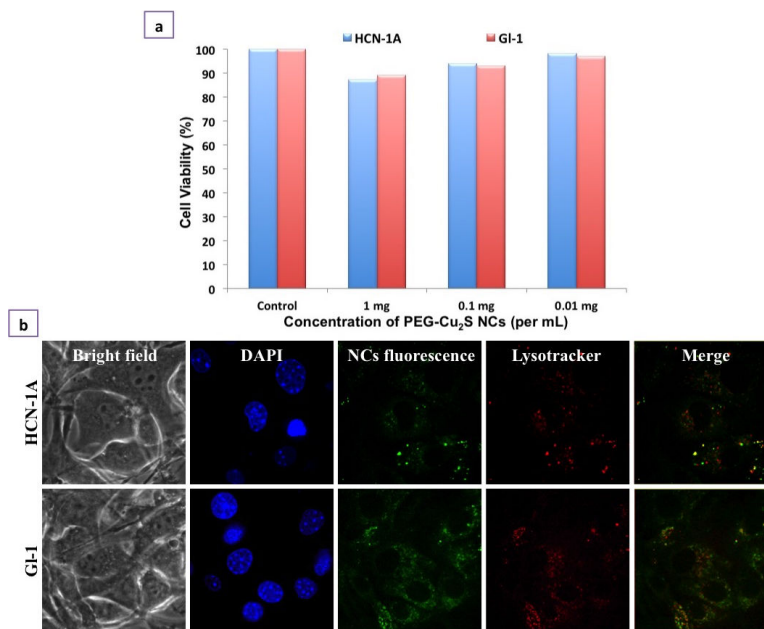 a
HCN-1A
Gl-1
Cell Viability (%)
100
90
80
70
60
50
40
30
20
10
0
Control
1 mg
0.1 mg
0.01 mg
Concentration of PEG-Cu₂S NCs (per mL)
b
Bright field
DAPI
NCs fluorescence
Lysotracker
Merge
HCN-1A
Gl-1